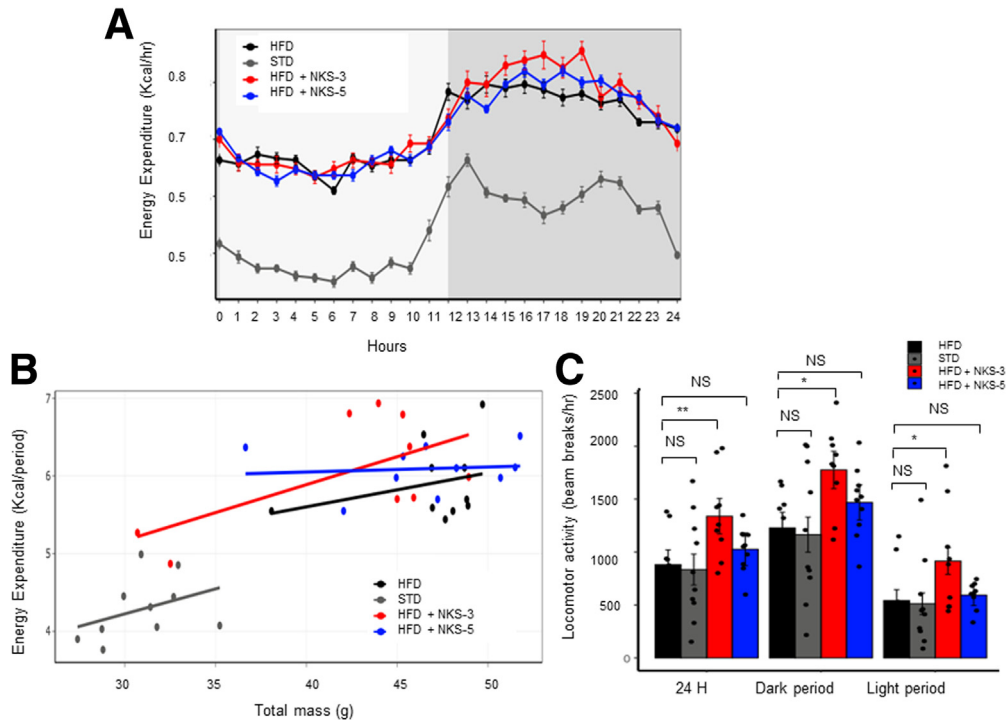 A
HFD
STD
HFD + NKS-3
HFD + NKS-5
Energy Expenditure (Kcal/hr)
0.8
0.7
0.5
0.5
0 1 2 3 4 5 6 7 8 9 10 11 12 13 14 15 16 17 18 19 20 21 22 23 24
Hours
B
Energy Expenditure (Kcal/period)
7
6
5
4
HFD
STD
HFD + NKS-3
HFD + NKS-5
30 35 40 45 50
Total mass (g)
C
HFD
STD
HFD + NKS-3
HFD + NKS-5
Locomotor activity (beam breaks/hr)
2500
2000
1500
1000
500
0
NS
**
NS
NS
*
NS
NS
*
NS
24 H Dark period Light period